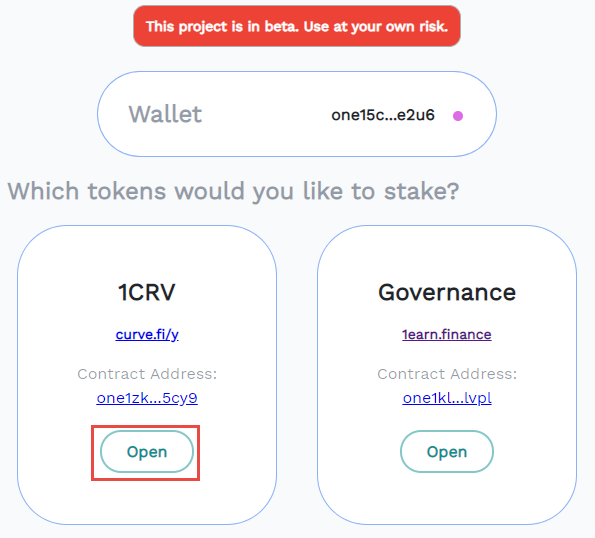 This project is in beta. Use at your own risk.
Wallet one15c...e2u6
Which tokens would you like to stake?
1CRV
curve.fi/y
Contract Address:
one1zk...5cy9
Open
Governance
1earn.finance
Contract Address:
one1kl...lvpl
Open